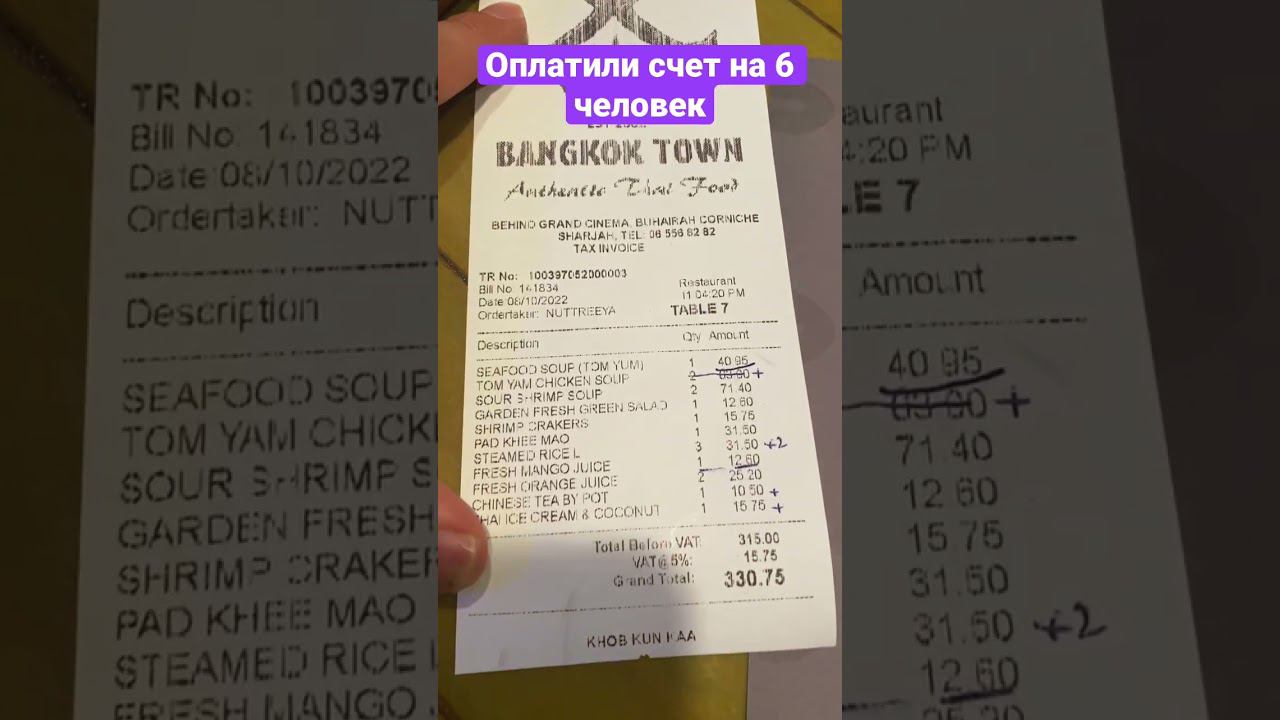 Оплатили счет на 6
человек
BANGKOK TOWN
Authentic Thai Food
BEHIND GRAND CINEMA, BUHAIRAH CORNICHE
SHARJAH, TEL: 06 556 82 82
TAX INVOICE
TR No: 100397052000003
Bill No: 141834 Restaurant
Date:08/10/2022 11:04:20 PM
Ordertaker: NUTTREEYA TABLE 7
Description Qty Amount
SEAFOOD SOUP (TOM YUM) 1 40.95
TOM YAM CHICKEN SOUP 2 63.00 +
SOUR SHRIMP SOUP 2 71.40
GARDEN FRESH GREEN SALAD 1 12.60
SHRIMP CRAKERS 1 15.75
PAD KHEE MAO 1 31.50
STEAMED RICE L 3 31.50 +2
FRESH MANGO JUICE 1 12.60
FRESH ORANGE JUICE 2 25.20
CHINESE TEA BY POT 1 10.50 +
THAI ICE CREAM & COCONUT 1 15.75 +
Total Before VAT: 315.00
VAT@5%: 15.75
Grand Total: 330.75
KHOB KUN KAA